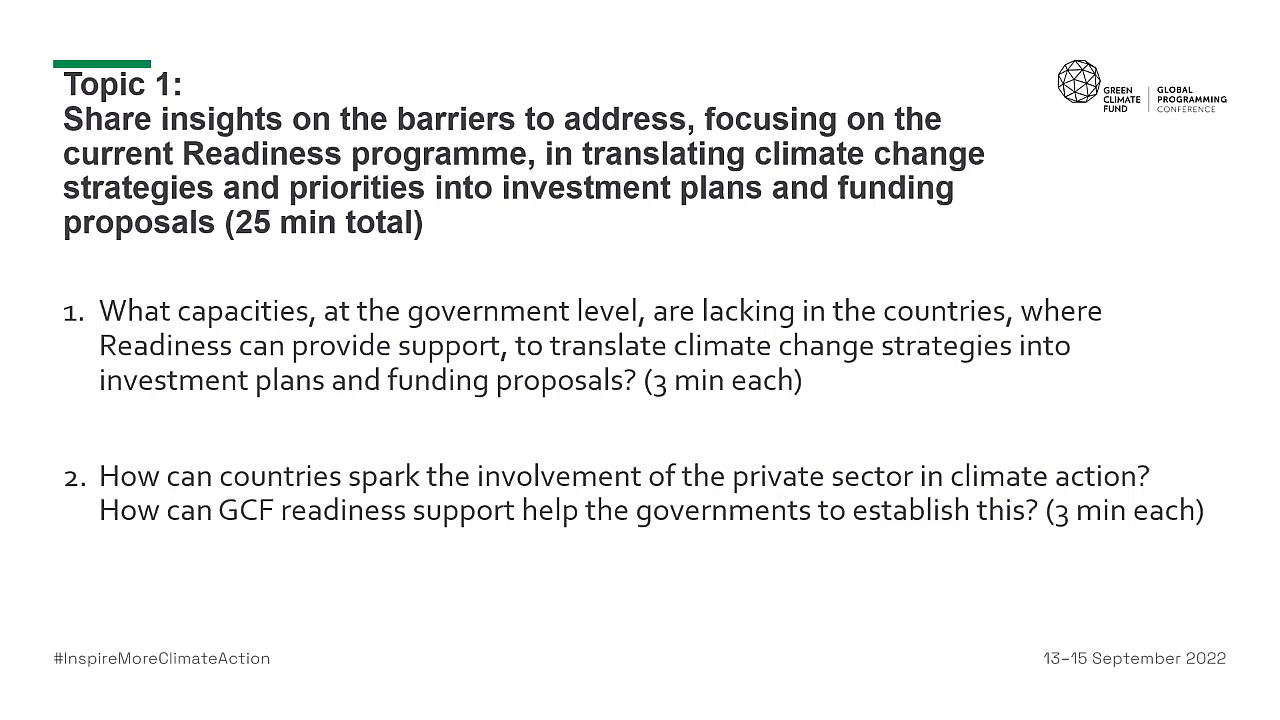 Topic 1:
Share insights on the barriers to address, focusing on the
current Readiness programme, in translating climate change
strategies and priorities into investment plans and funding
proposals (25 min total)
GREEN
CLIMATE
FUND
GLOBAL
PROGRAMMING
CONFERENCE
1. What capacities, at the government level, are lacking in the countries, where
Readiness can provide support, to translate climate change strategies into
investment plans and funding proposals? (3 min each)
2. How can countries spark the involvement of the private sector in climate action?
How can GCF readiness support help the governments to establish this? (3 min each)
#InspireMoreClimateAction
13–15 September 2022